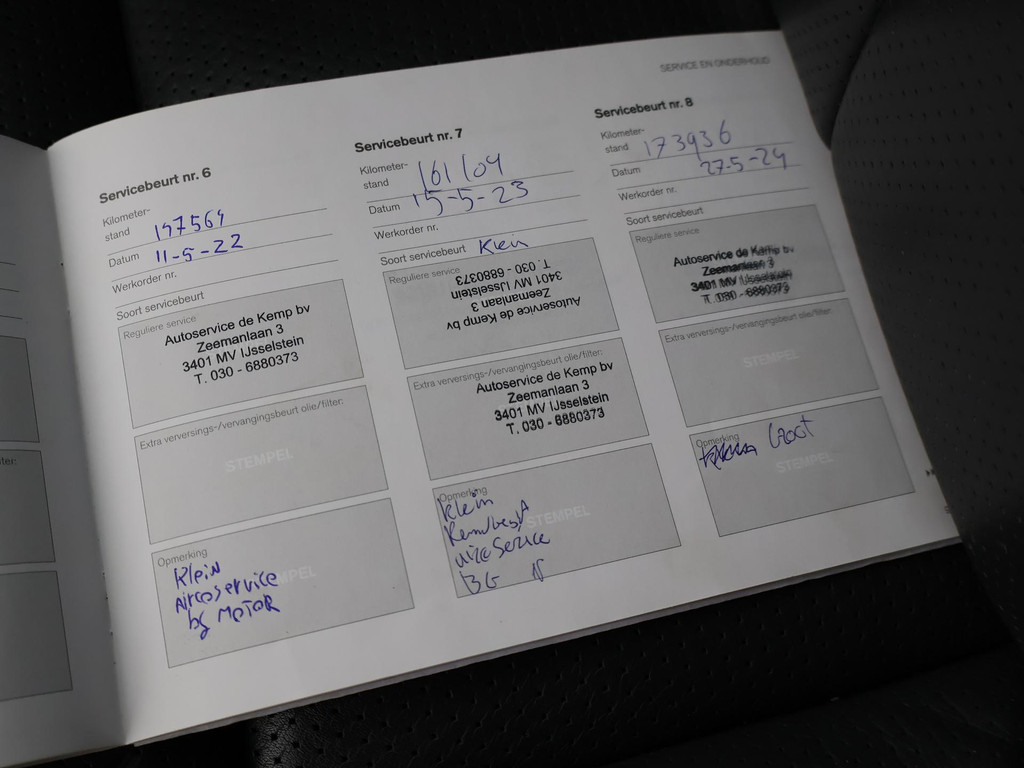 SERVICE EN ONDERHOUD
Servicebeurt nr. 6
Kilometer-
stand 147564
Datum 11-5-22
Werkorder nr.
Soort servicebeurt
Reguliere service
Autoservice de Kemp bv
Zeemanlaan 3
3401 MV IJsselstein
T. 030 - 6880373
Extra verversings-/vervangingsbeurt olie/filter:
STEMPEL
Opmerking
Klein
Aircoservice
bg MOTOR
STEMPEL
Servicebeurt nr. 7
Kilometer-
stand 161104
Datum 15-5-23
Werkorder nr.
Soort servicebeurt Klein
Reguliere service
Autoservice de Kemp bv
Zeemanlaan 3
3401 MV IJsselstein
T. 030 - 6880373
Extra verversings-/vervangingsbeurt olie/filter:
Autoservice de Kemp bv
Zeemanlaan 3
3401 MV IJsselstein
T. 030 - 6880373
Opmerking
Klein
STEMPEL
Service
BG
Servicebeurt nr. 8
Kilometer-
stand 173936
Datum 27-5-24
Werkorder nr.
Soort servicebeurt
Reguliere service
Autoservice de Kemp bv
Zeemanlaan 3
3401 MV IJsselstein
T. 030 - 6880373
Extra verversings-/vervangingsbeurt olie/filter:
STEMPEL
Opmerking
Groot
STEMPEL